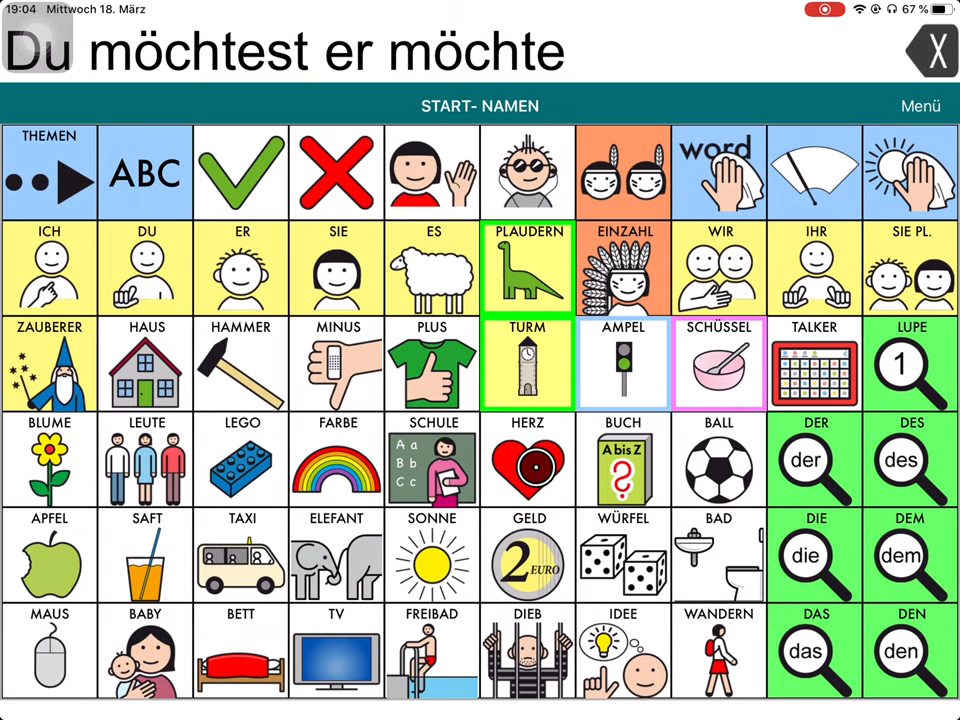 19:04 Mittwoch 18. März
67 %
Du möchtest er möchte
X
START- NAMEN
Menü
THEMEN
ABC
word
ICH DU ER SIE ES PLAUDERN EINZAHL WIR IHR SIE PL.
ZAUBERER HAUS HAMMER MINUS PLUS TURM AMPEL SCHÜSSEL TALKER LUPE
1
BLUME LEUTE LEGO FARBE SCHULE HERZ BUCH BALL DER DES
A a
B b
C c
A bis Z
?
der des
APFEL SAFT TAXI ELEFANT SONNE GELD WÜRFEL BAD DIE DEM
2 EURO
die dem
MAUS BABY BETT TV FREIBAD DIEB IDEE WANDERN DAS DEN
das den